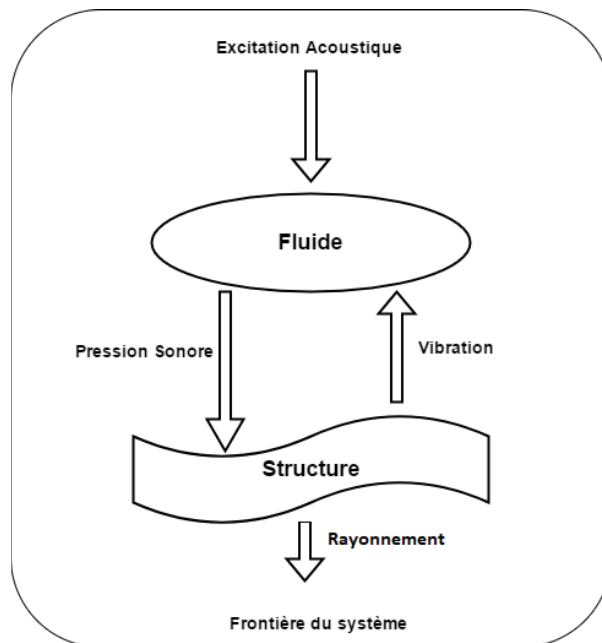 Excitation Acoustique
Fluide
Pression Sonore
Vibration
Structure
Rayonnement
Frontière du système